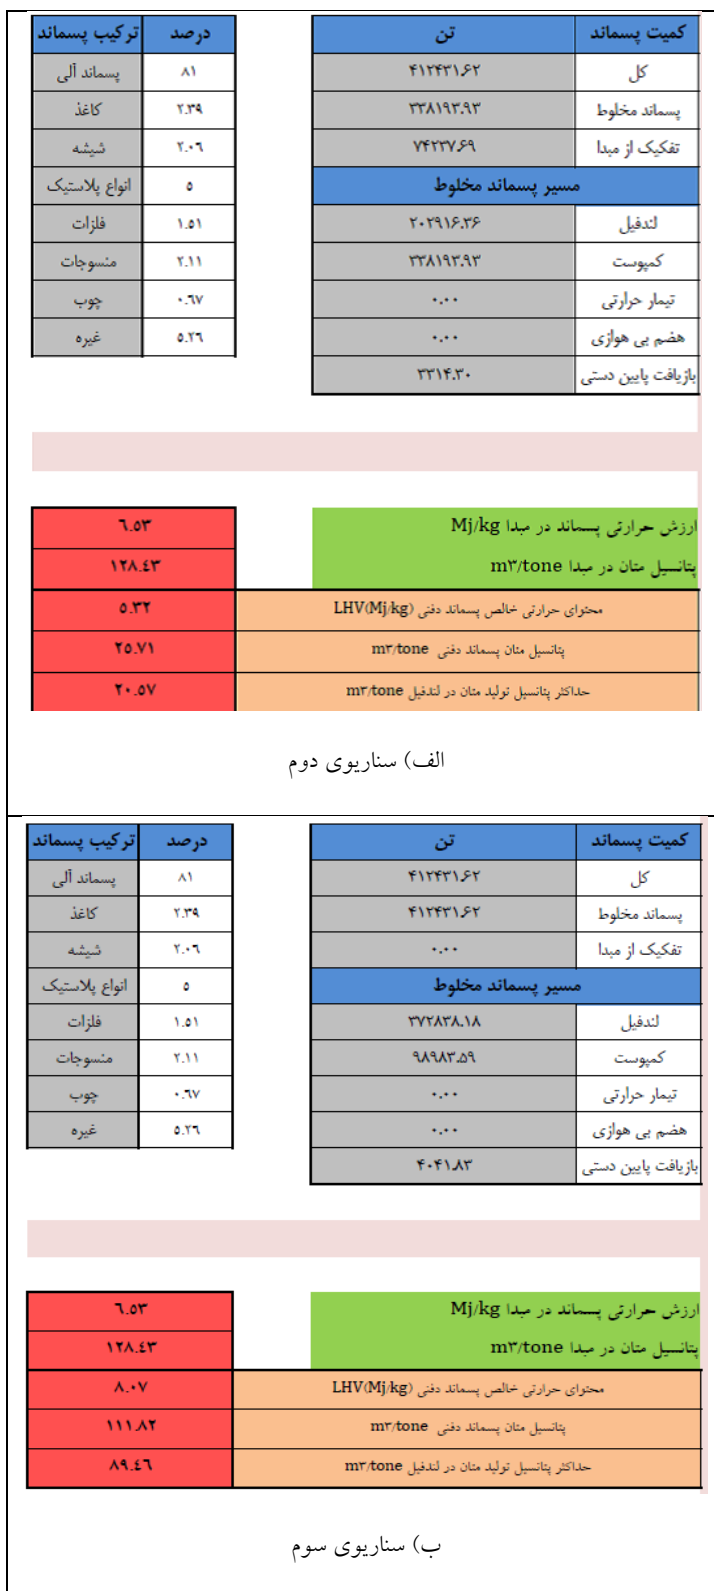 کمیت پسماند تن
کل ۴۱۲۴۳۱.۶۲
پسماند مخلوط ۳۳۸۱۹۳.۹۳
تفکیک از مبدا ۷۴۲۳۷.۶۹
مسیر پسماند مخلوط
لندفیل ۲۰۲۹۱۶.۳۶
کمپوست ۳۳۸۱۹۳.۹۳
تیمار حرارتی ۰.۰۰
هضم بی هوازی ۰.۰۰
بازیافت پایین دستی ۳۳۱۴.۳۰
ترکیب پسماند درصد
پسماند آلی ۸۱
کاغذ ۲.۳۹
شیشه ۲.۰۶
انواع پلاستیک ۵
فلزات ۱.۵۱
منسوجات ۲.۱۱
چوب ۰.۶۷
غیره ۵.۲۶
ارزش حرارتی پسماند در مبدا Mj/kg ۶.۵۳
پتانسیل متان در مبدا m۳/tone ۱۲۸.۴۳
محتوای حرارتی خالص پسماند دفنی LHV(Mj/kg) ۵.۳۲
پتانسیل متان پسماند دفنی m۳/tone ۲۵.۷۱
حداکثر پتانسیل تولید متان در لندفیل m۳/tone ۲۰.۵۷
الف) سناریوی دوم
کمیت پسماند تن
کل ۴۱۲۴۳۱.۶۲
پسماند مخلوط ۴۱۲۴۳۱.۶۲
تفکیک از مبدا ۰.۰۰
مسیر پسماند مخلوط
لندفیل ۳۷۲۸۳۸.۱۸
کمپوست ۹۸۹۸۳.۵۹
تیمار حرارتی ۰.۰۰
هضم بی هوازی ۰.۰۰
بازیافت پایین دستی ۴۰۴۱.۸۳
ترکیب پسماند درصد
پسماند آلی ۸۱
کاغذ ۲.۳۹
شیشه ۲.۰۶
انواع پلاستیک ۵
فلزات ۱.۵۱
منسوجات ۲.۱۱
چوب ۰.۶۷
غیره ۵.۲۶
ارزش حرارتی پسماند در مبدا Mj/kg ۶.۵۳
پتانسیل متان در مبدا m۳/tone ۱۲۸.۴۳
محتوای حرارتی خالص پسماند دفنی LHV(Mj/kg) ۸.۰۷
پتانسیل متان پسماند دفنی m۳/tone ۱۱۱.۸۲
حداکثر پتانسیل تولید متان در لندفیل m۳/tone ۸۹.۴۶
ب) سناریوی سوم